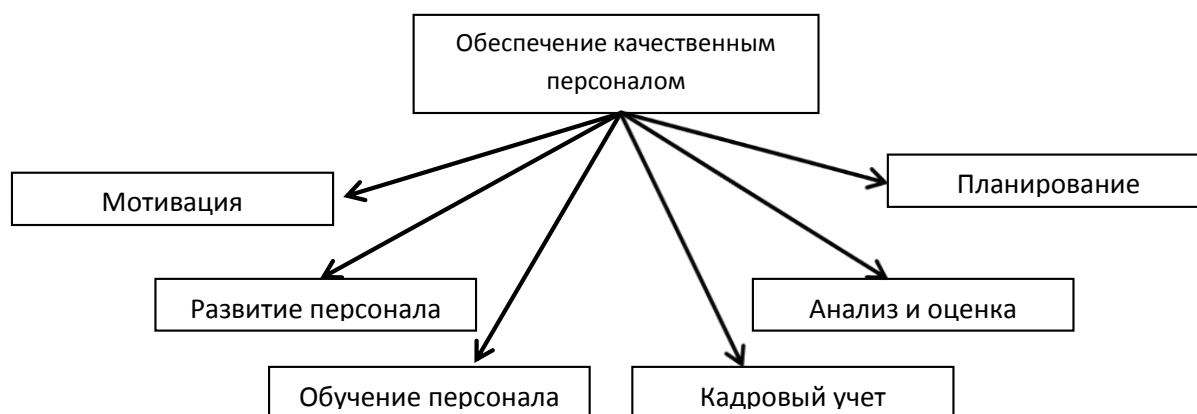 Обеспечение качественным
персоналом
Мотивация
Планирование
Развитие персонала
Анализ и оценка
Обучение персонала
Кадровый учет